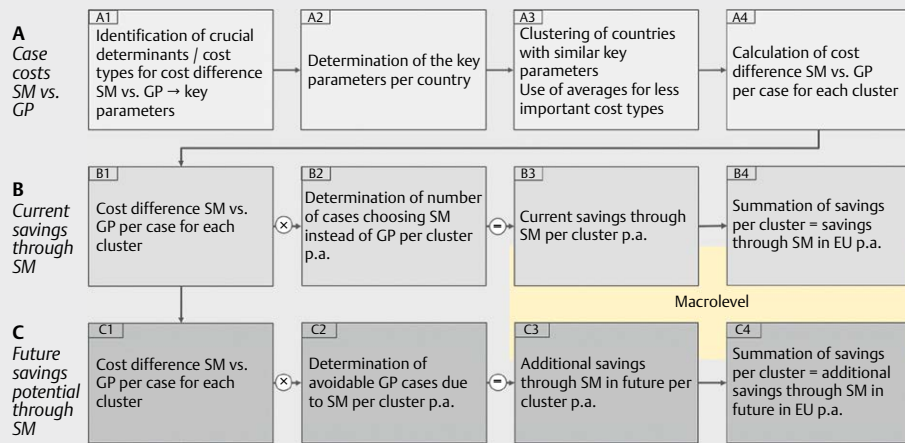 A
Case
costs
SM vs.
GP
A1
Identification of crucial
determinants / cost
types for cost difference
SM vs. GP → key
parameters
A2
Determination of the key
parameters per country
A3
Clustering of countries
with similar key
parameters
Use of averages for less
important cost types
A4
Calculation of cost
difference SM vs. GP
per case for each cluster
B
Current
savings
through
SM
B1
Cost difference SM vs.
GP per case for each
cluster
×
B2
Determination of number
of cases choosing SM
instead of GP per cluster
p.a.
=
B3
Current savings through
SM per cluster p.a.
B4
Summation of savings
per cluster = savings
through SM in EU p.a.
Macrolevel
C
Future
savings
potential
through
SM
C1
Cost difference SM vs.
GP per case for each
cluster
×
C2
Determination of
avoidable GP cases due
to SM per cluster p.a.
=
C3
Additional savings
through SM in future per
cluster p.a.
C4
Summation of savings
per cluster = additional
savings through SM in
future in EU p.a.